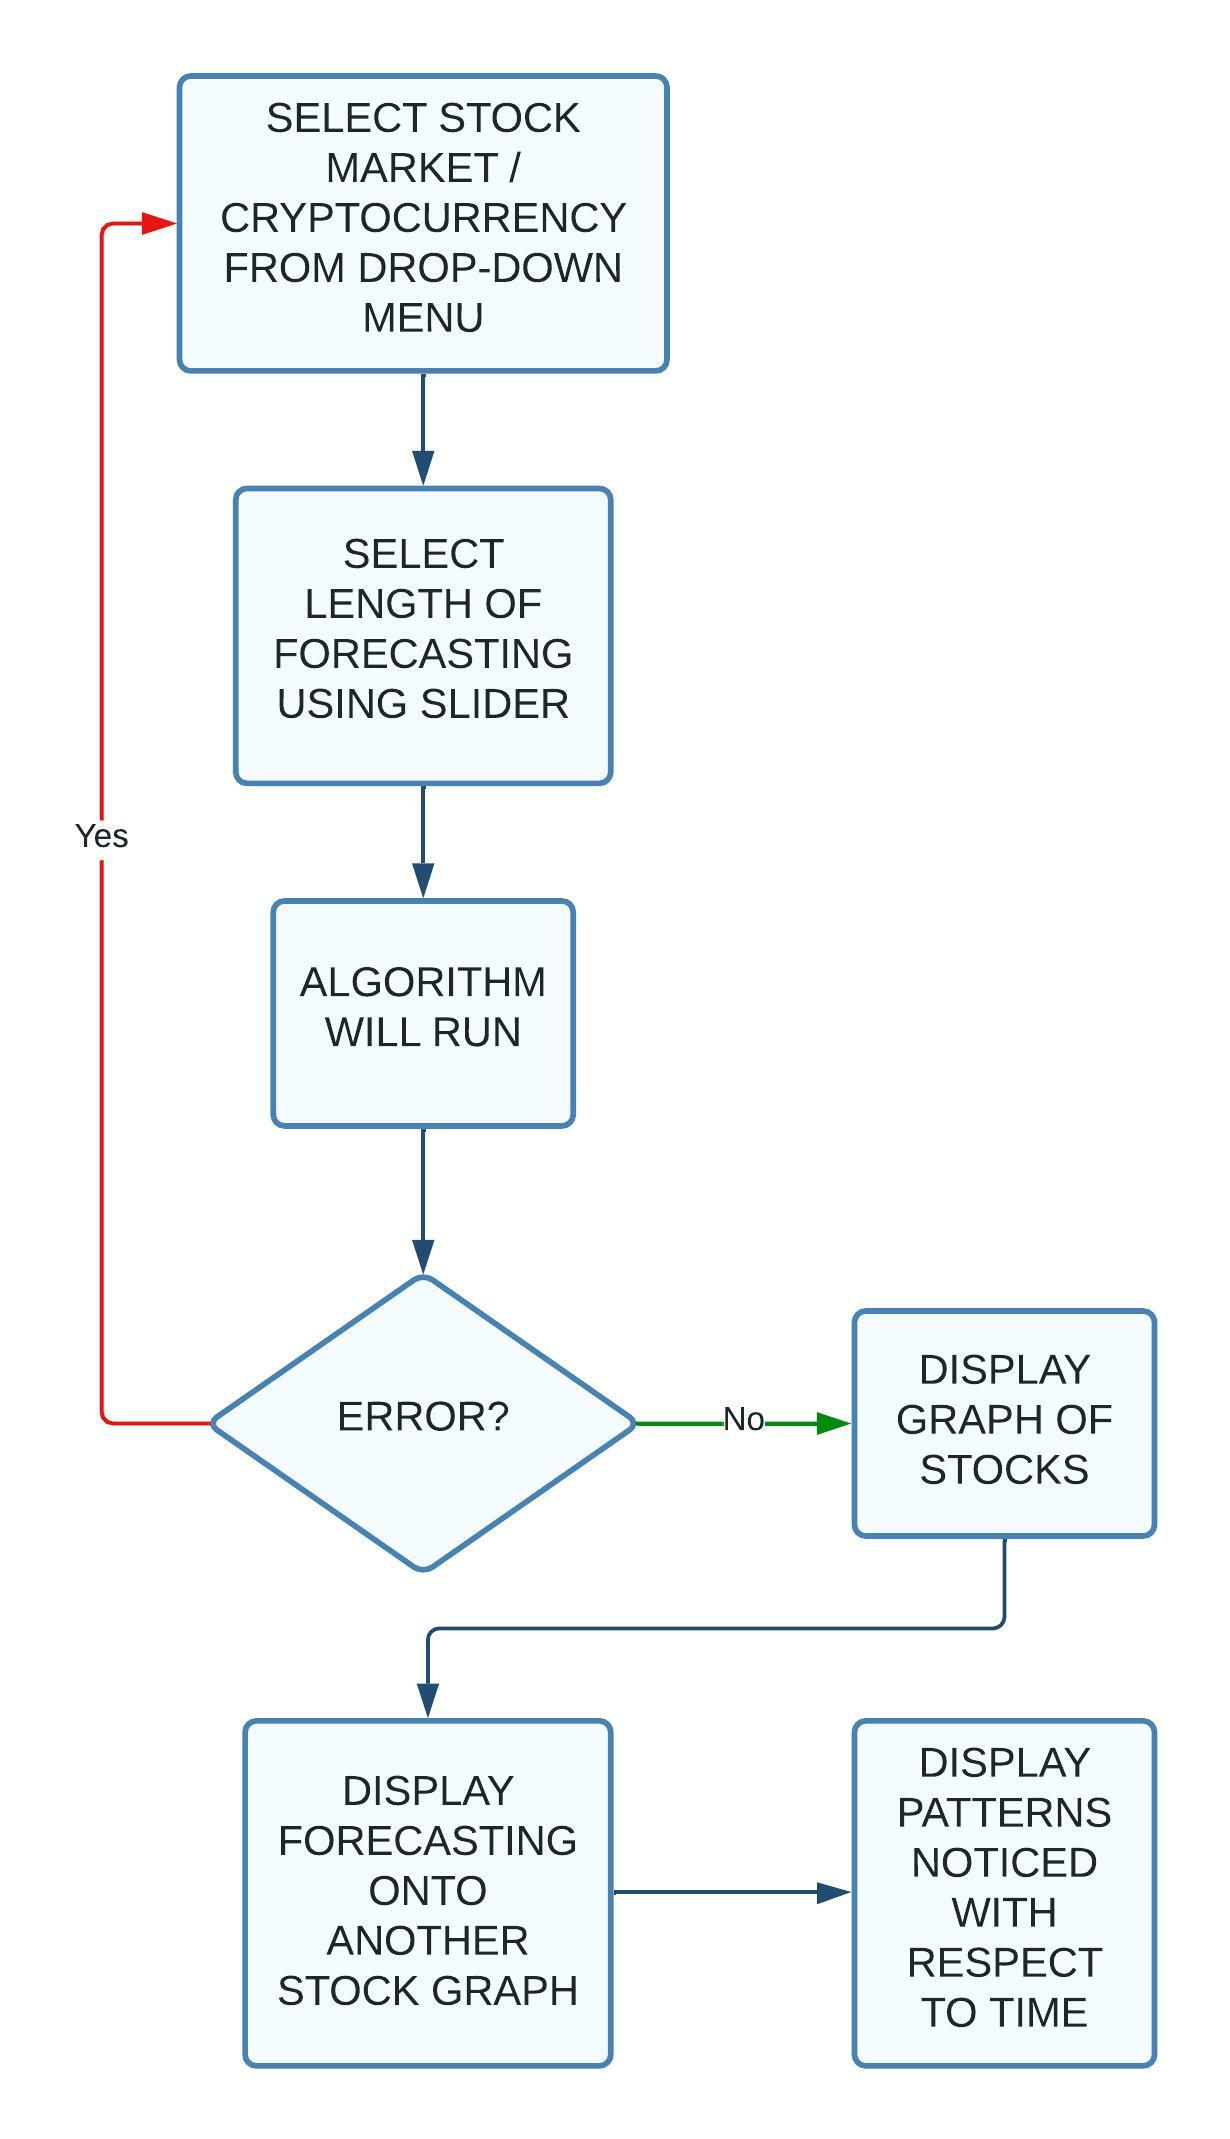 SELECT STOCK
MARKET /
CRYPTOCURRENCY
FROM DROP-DOWN
MENU
SELECT
LENGTH OF
FORECASTING
USING SLIDER
Yes
ALGORITHM
WILL RUN
ERROR?
No
DISPLAY
GRAPH OF
STOCKS
DISPLAY
FORECASTING
ONTO
ANOTHER
STOCK GRAPH
DISPLAY
PATTERNS
NOTICED
WITH
RESPECT
TO TIME